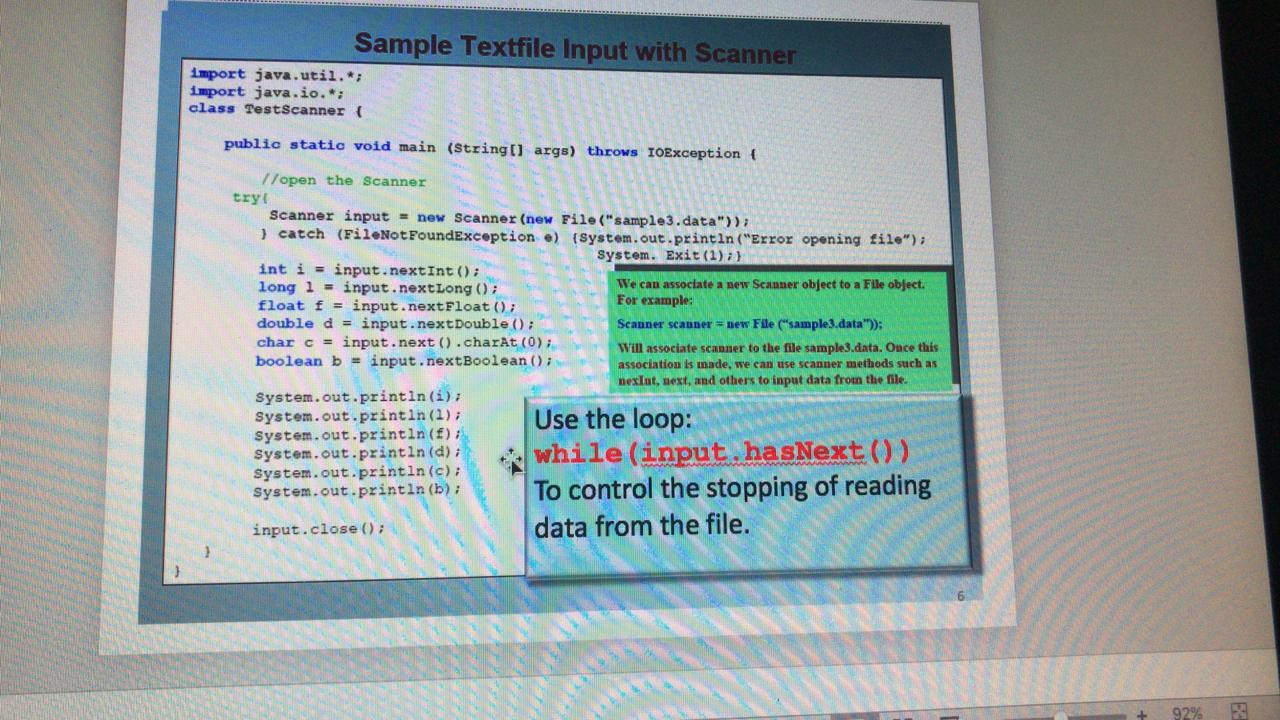 Sample Textfile Input with Scanner
import java.util.*;
import java.io.*;
class TestScanner {
public static void main (String[] args) throws IOException {
//open the Scanner
try{
Scanner input = new Scanner(new File("sample3.data"));
} catch (FileNotFoundException e) {System.out.println("Error opening file");
System. Exit(1);}
int i = input.nextInt();
long l = input.nextLong();
float f = input.nextFloat();
double d = input.nextDouble();
char c = input.next().charAt(0);
boolean b = input.nextBoolean();
System.out.println(i);
System.out.println(l);
System.out.println(f);
System.out.println(d);
System.out.println(c);
System.out.println(b);
input.close();
}
}
We can associate a new Scanner object to a File object.
For example:
Scanner scanner = new File ("sample3.data"));
Will associate scanner to the file sample3.data. Once this
association is made, we can use scanner methods such as
nexInt, next, and others to input data from the file.
Use the loop:
while(input.hasNext())
To control the stopping of reading
data from the file.
6
+ 92%